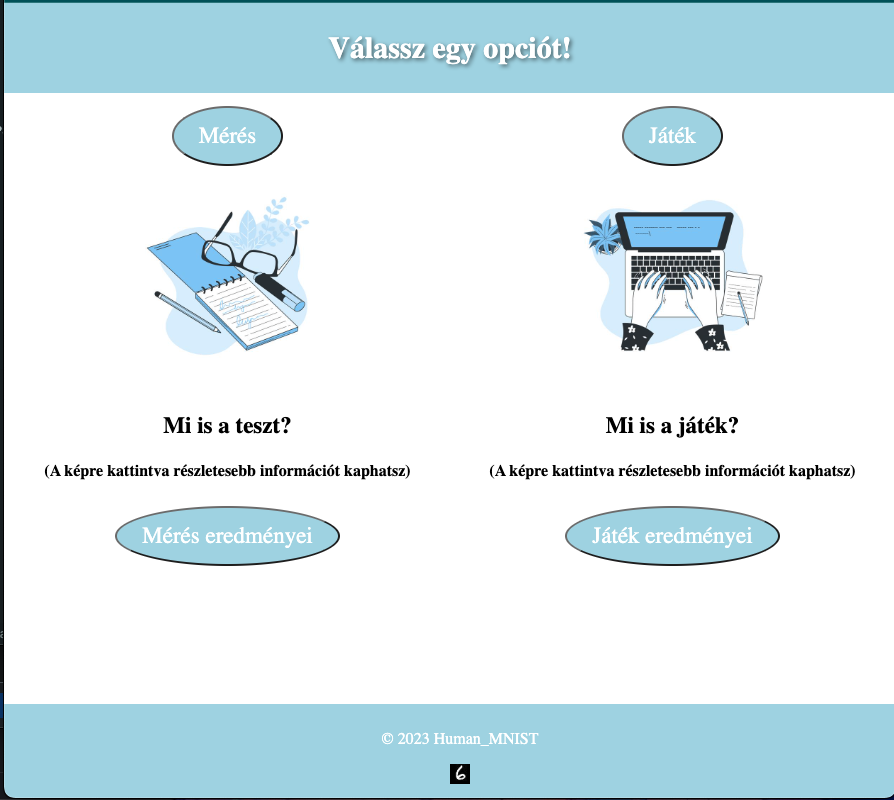 Válassz egy opciót!
Mérés
Játék
Mi is a teszt?
Mi is a játék?
(A képre kattintva részletesebb információt kaphatsz)
(A képre kattintva részletesebb információt kaphatsz)
Mérés eredményei
Játék eredményei
© 2023 Human_MNIST
6